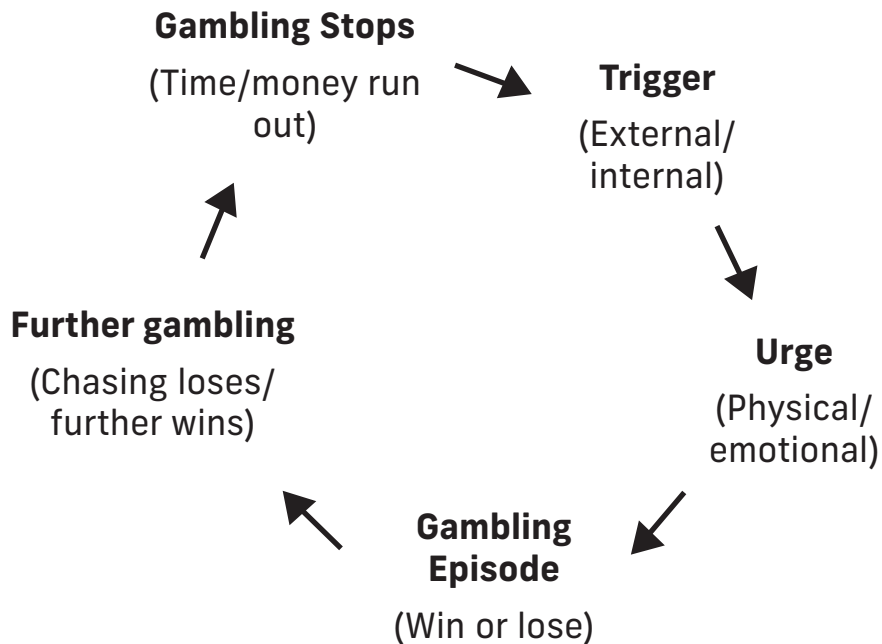 Gambling Stops
(Time/money run
out)
Trigger
(External/
internal)
Urge
(Physical/
emotional)
Gambling
Episode
(Win or lose)
Further gambling
(Chasing loses/
further wins)